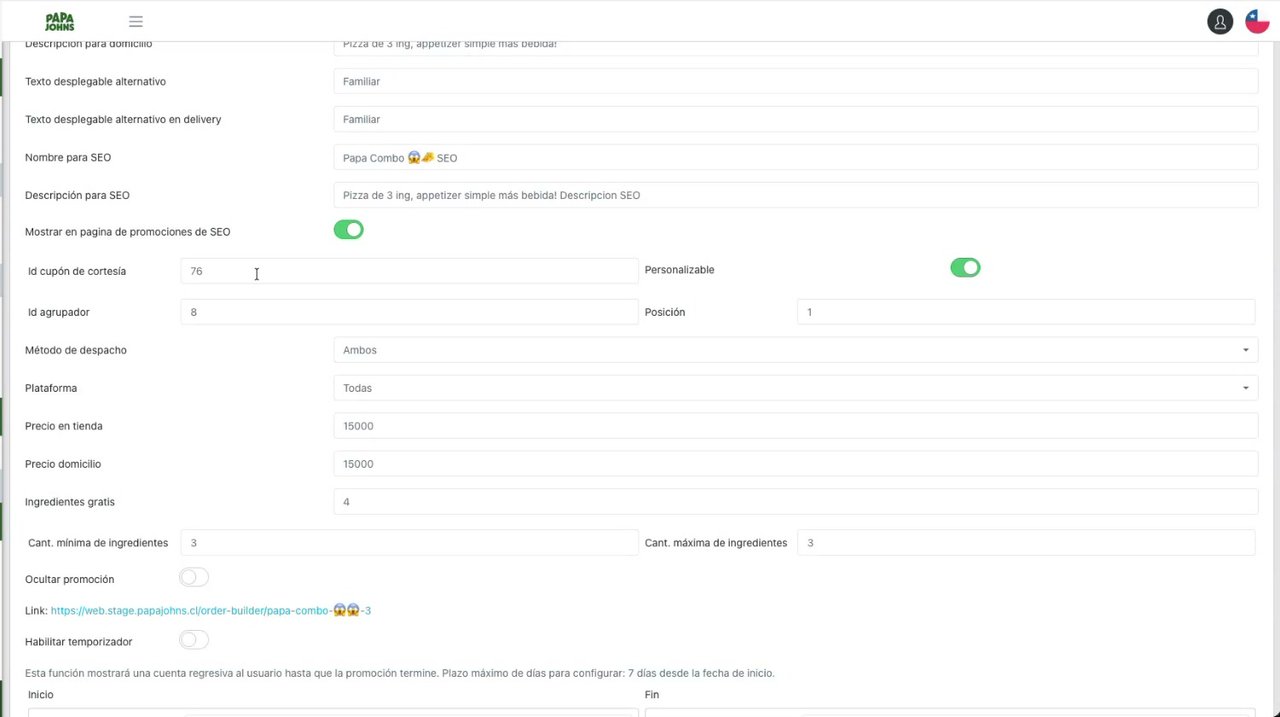 PAPA
JOHNS
Descripción para domicilio Pizza de 3 ing, appetizer simple más bebida!
Texto desplegable alternativo Familiar
Texto desplegable alternativo en delivery Familiar
Nombre para SEO Papa Combo 😱🧀 SEO
Descripción para SEO Pizza de 3 ing, appetizer simple más bebida! Descripcion SEO
Mostrar en pagina de promociones de SEO
Id cupón de cortesía 76 Personalizable
Id agrupador 8 Posición 1
Método de despacho Ambos
Plataforma Todas
Precio en tienda 15000
Precio domicilio 15000
Ingredientes gratis 4
Cant. mínima de ingredientes 3 Cant. máxima de ingredientes 3
Ocultar promoción
Link: https://web.stage.papajohns.cl/order-builder/papa-combo-😱😱-3
Habilitar temporizador
Esta función mostrará una cuenta regresiva al usuario hasta que la promoción termine. Plazo máximo de días para configurar: 7 días desde la fecha de inicio.
Inicio Fin